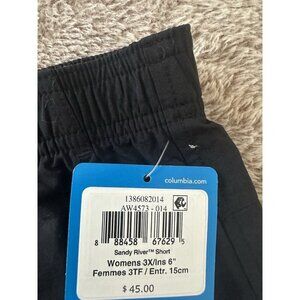 columbia.com
1386082014
AW4573 - 014
8 88458 67629 5
Sandy River™ Short
Womens 3X/Ins 6"
Femmes 3TF / Entr. 15cm
$ 45.00